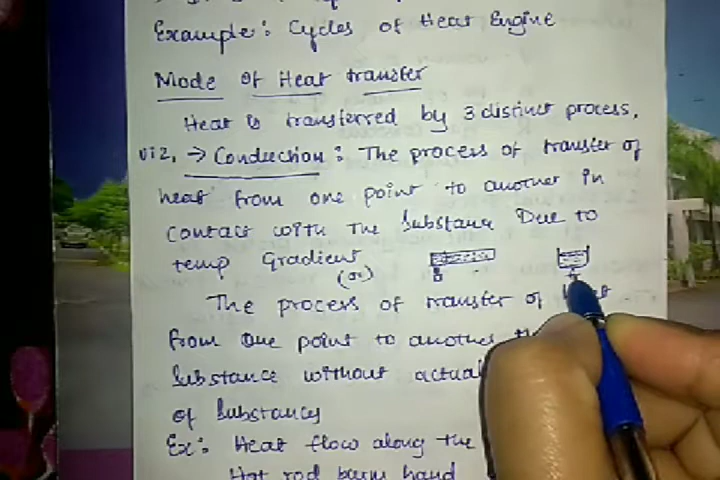 Example: Cycles of Heat Engine
Mode of Heat transfer
Heat is transferred by 3 distinct process,
viz, → Conduction: The process of transfer of
heat from one point to another in
contact with the substance Due to
temp Gradient
(or)
The process of transfer of
from one point to another
substance without actual
of substances
Ex: Heat flow along the
Hot rod burn hand